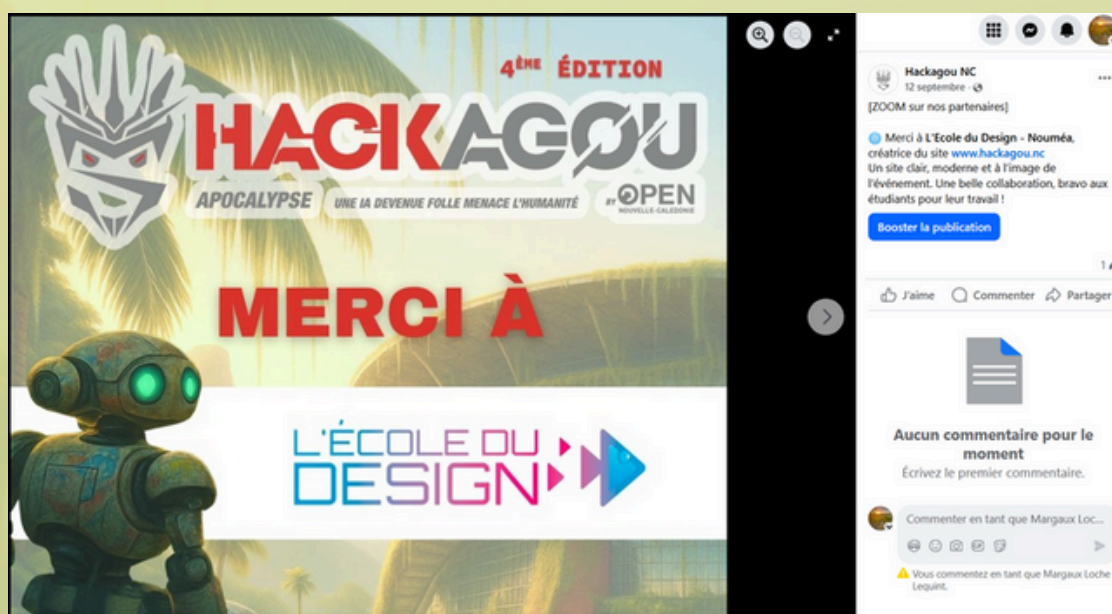 4ÈME ÉDITION
HACKAGOU
APOCALYPSE UNE IA DEVENUE FOLLE MENACE L'HUMANITÉ BY OPEN
NOUVELLE-CALÉDONIE
MERCI À
L'ÉCOLE DU
DESIGN
Hackagou NC
12 septembre
[ZOOM sur nos partenaires]
Merci à L'Ecole du Design - Nouméa,
créatrice du site www.hackagou.nc
Un site clair, moderne et à l'image de
l'événement. Une belle collaboration, bravo aux
étudiants pour leur travail !
Booster la publication
1
J'aime Commenter Partager
Aucun commentaire pour le
moment
Écrivez le premier commentaire.
Commenter en tant que Margaux Loc...
Vous commentez en tant que Margaux Loche
Lequint.